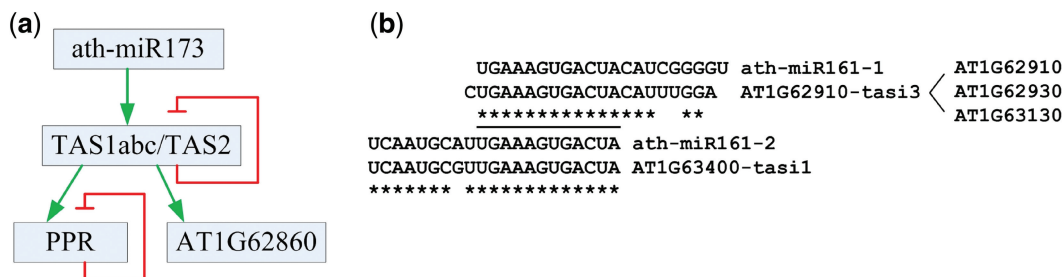 (a)
ath-miR173
TAS1abc/TAS2
PPR
AT1G62860
(b)
UGAAAGUGACUACAUCGGGGU ath-miR161-1
CUGAAAGUGACUACAUUUGGA AT1G62910-tasi3
*************** **
UCAAUGCAUUGAAAGUGACUA ath-miR161-2
UCAAUGCGUUGAAAGUGACUA AT1G63400-tasi1
******* *************
AT1G62910
AT1G62930
AT1G63130